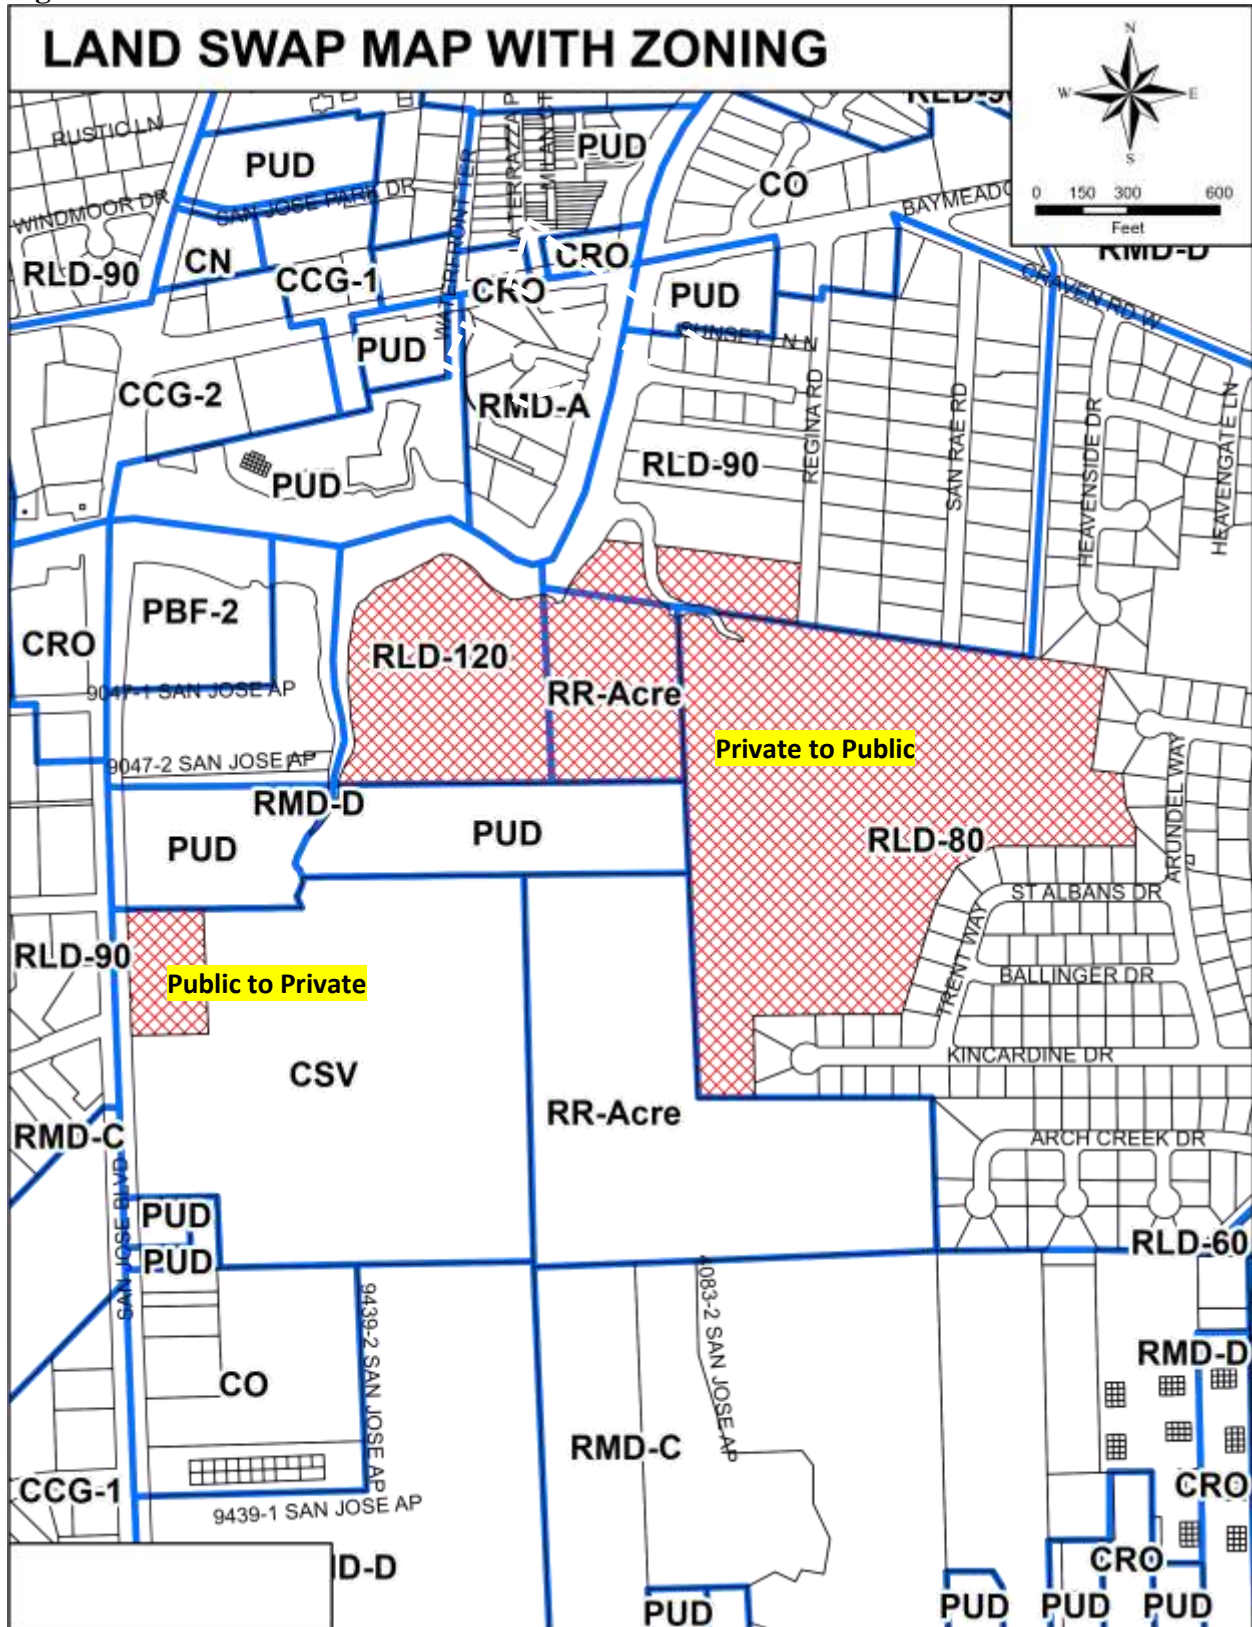 LAND SWAP MAP WITH ZONING
N
W E
S
0 150 300 600
Feet
RUSTIC LN
PUD
PUD
CO
WINDMOOR DR
SAN JOSE PARK DR
WATERFRONT TER
RLD-90
CN
CCG-1
CRO
CRO
PUD
RMD-D
CRAVEN RD W
PUD
CCG-2
RMD-A
RLD-90
REGINA RD
SAN RAE RD
HEAVENSIDE DR
HEAVENGATE LN
PUD
PBF-2
CRO
RLD-120
RR-Acre
9047-1 SAN JOSE AP
Private to Public
9047-2 SAN JOSE AP
RMD-D
PUD
PUD
RLD-80
ARUNDEL WAY
ST ALBANS DR
TRENT WAY
RLD-90
Public to Private
BALLINGER DR
KINCARDINE DR
CSV
RR-Acre
RMD-C
ARCH CREEK DR
SAN JOSE BLVD
PUD
PUD
RLD-60
9439-2 SAN JOSE AP
4083-2 SAN JOSE AP
RMD-D
CO
RMD-C
CCG-1
9439-1 SAN JOSE AP
CRO
CRO
PUD
PUD
PUD
PUD